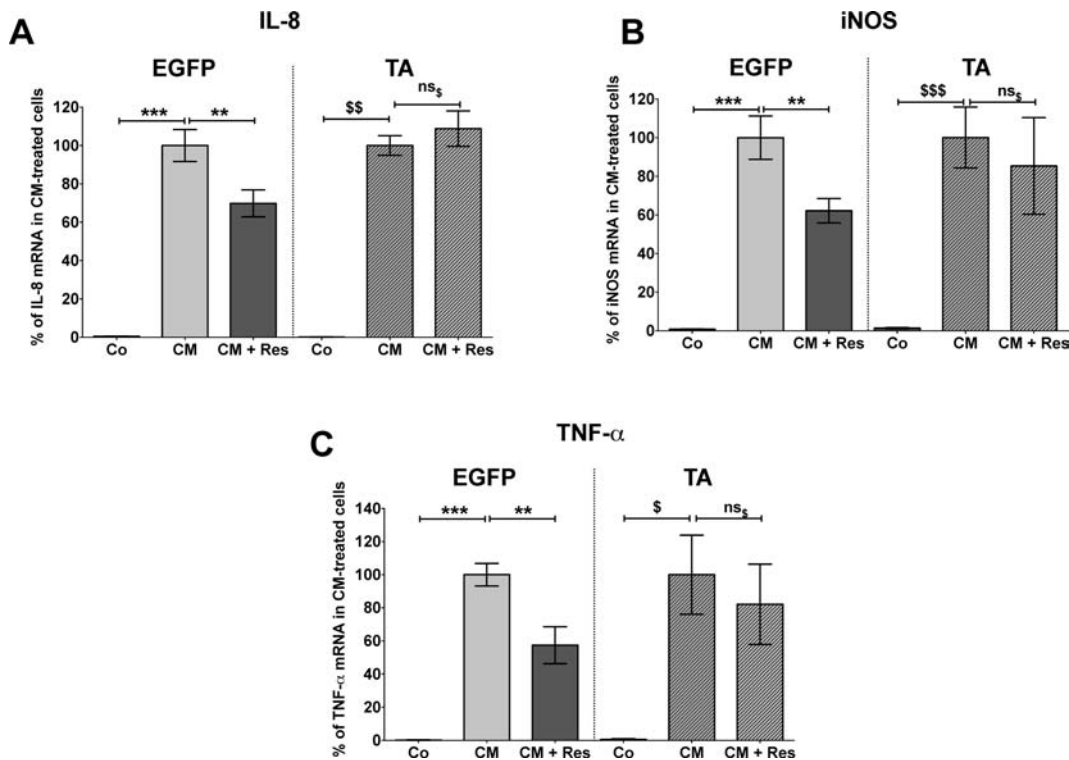 A
IL-8
EGFP
TA
% of IL-8 mRNA in CM-treated cells
120
100
80
60
40
20
0
***
**
$$
ns$
Co
CM
CM + Res
Co
CM
CM + Res
B
iNOS
EGFP
TA
% of iNOS mRNA in CM-treated cells
120
100
80
60
40
20
0
***
**
$$$
ns$
Co
CM
CM + Res
Co
CM
CM + Res
C
TNF-α
EGFP
TA
% of TNF-α mRNA in CM-treated cells
140
120
100
80
60
40
20
0
***
**
$
ns$
Co
CM
CM + Res
Co
CM
CM + Res